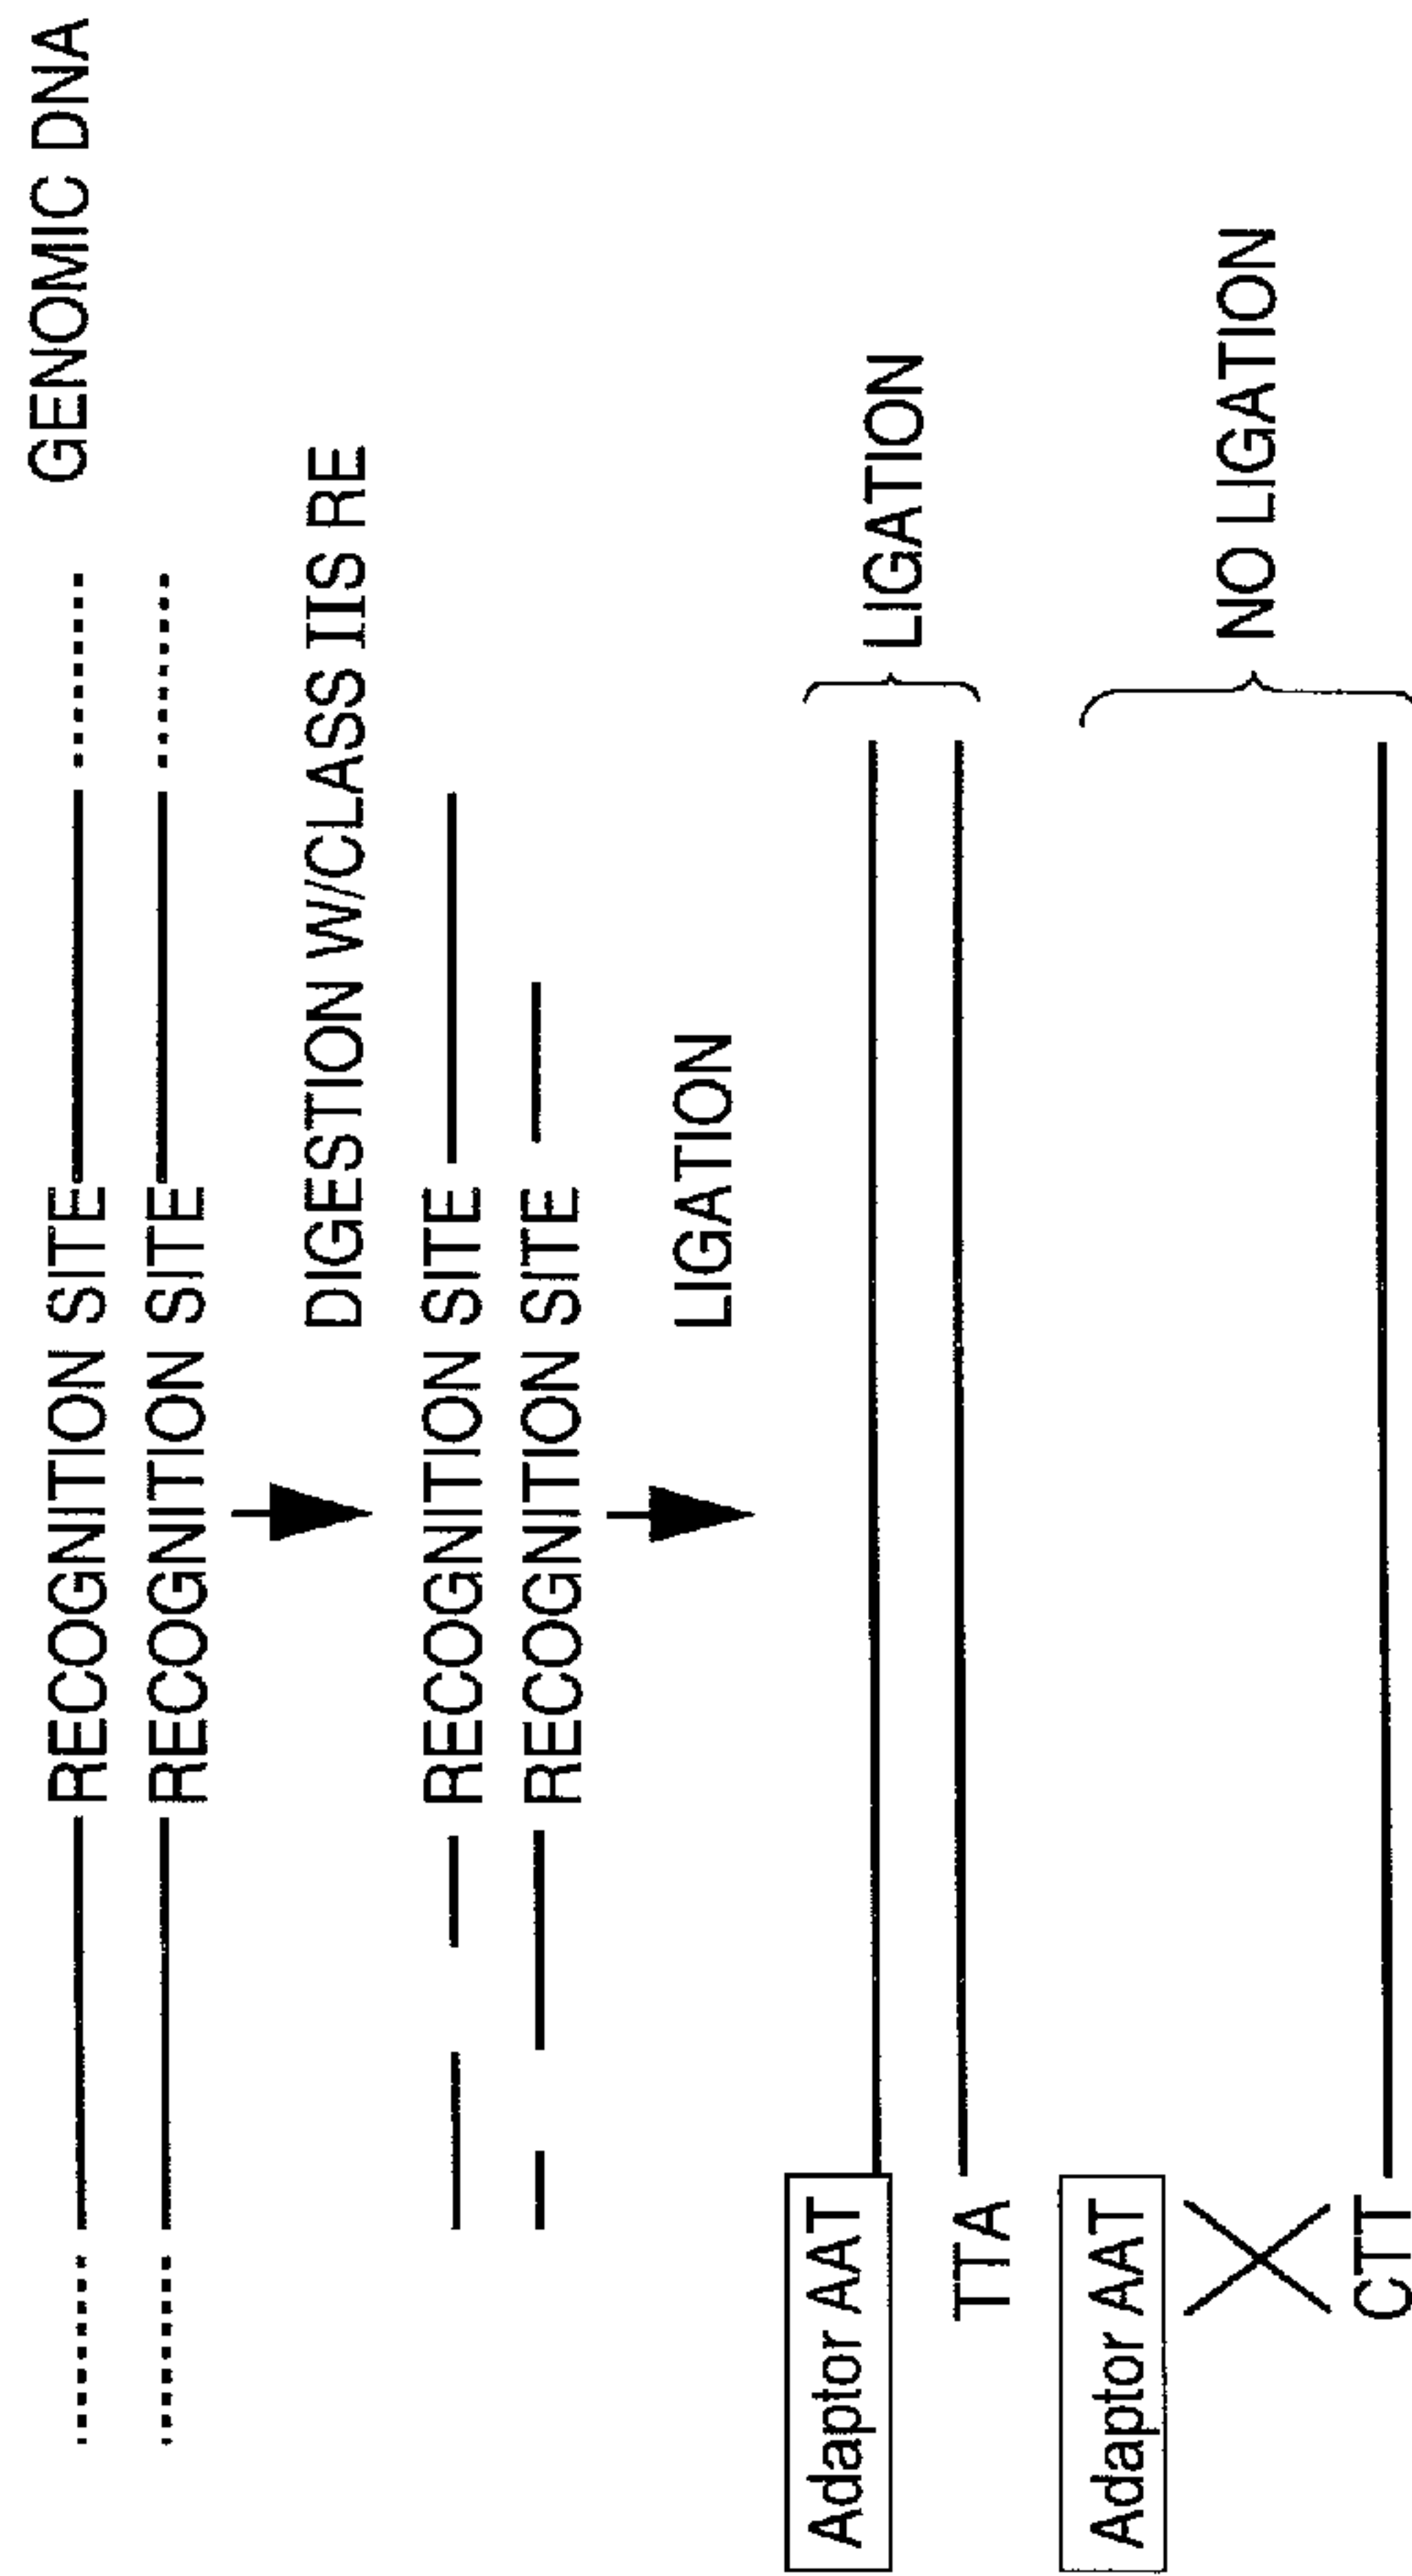 GENOMIC DNA
RECOGNITION SITE
RECOGNITION SITE
DIGESTION W/CLASS IIS RE
RECOGNITION SITE
RECOGNITION SITE
LIGATION
Adaptor AAT
TTA
LIGATION
Adaptor AAT
CTT
NO LIGATION